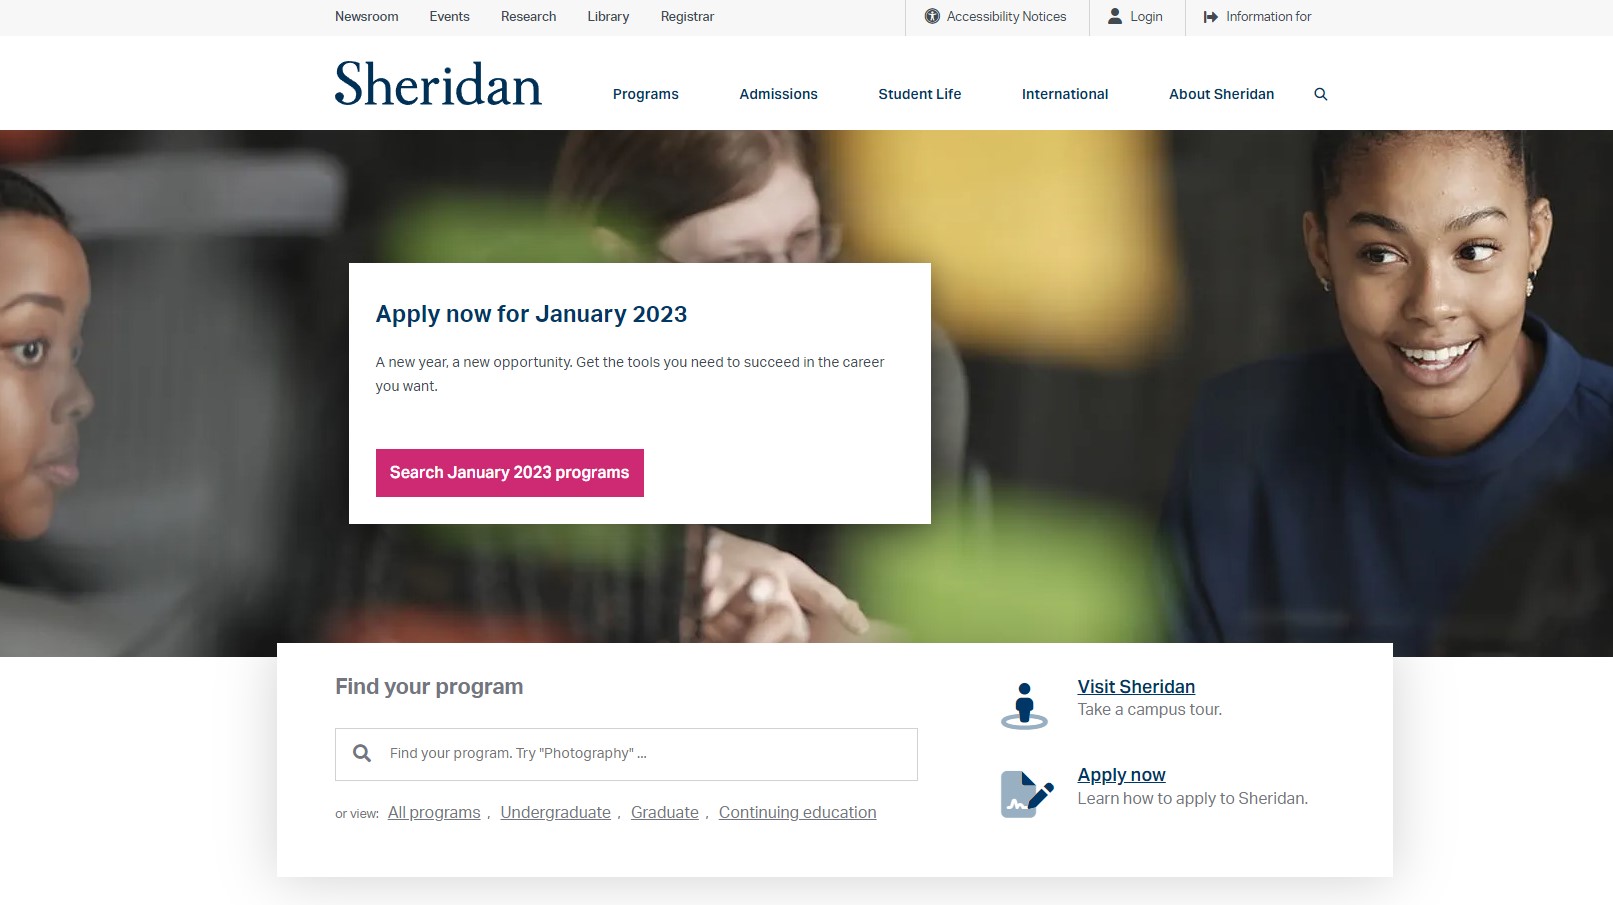 Newsroom Events Research Library Registrar Accessibility Notices Login Information for
Sheridan Programs Admissions Student Life International About Sheridan
Apply now for January 2023
A new year, a new opportunity. Get the tools you need to succeed in the career
you want.
Search January 2023 programs
Find your program
Find your program. Try "Photography" ...
or view: All programs , Undergraduate , Graduate , Continuing education
Visit Sheridan
Take a campus tour.
Apply now
Learn how to apply to Sheridan.